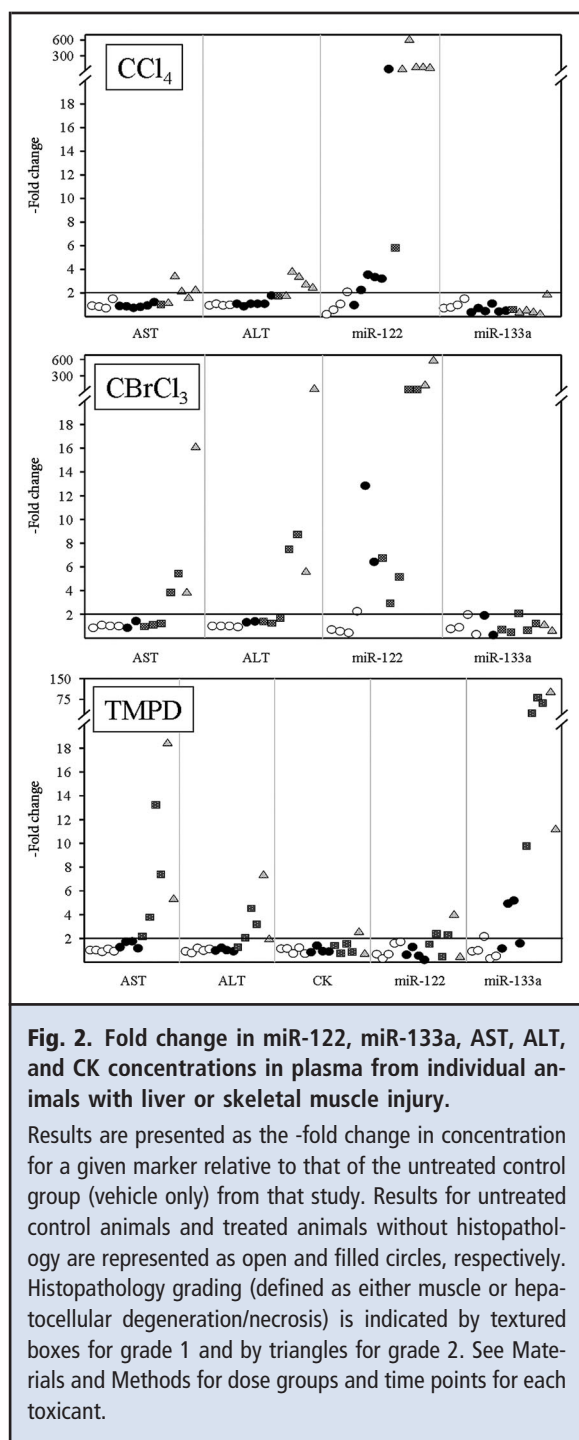 600
300
CCl4
18
16
14
12
10
8
6
4
2
-Fold change
AST ALT miR-122 miR-133a
600
300
CBrCl3
18
16
14
12
10
8
6
4
2
-Fold change
AST ALT miR-122 miR-133a
150
75
TMPD
18
16
14
12
10
8
6
4
2
-Fold change
AST ALT CK miR-122 miR-133a
Fig. 2. Fold change in miR-122, miR-133a, AST, ALT,
and CK concentrations in plasma from individual an-
imals with liver or skeletal muscle injury.
Results are presented as the -fold change in concentration
for a given marker relative to that of the untreated control
group (vehicle only) from that study. Results for untreated
control animals and treated animals without histopathol-
ogy are represented as open and filled circles, respectively.
Histopathology grading (defined as either muscle or hepa-
tocellular degeneration/necrosis) is indicated by textured
boxes for grade 1 and by triangles for grade 2. See Mate-
rials and Methods for dose groups and time points for each
toxicant.